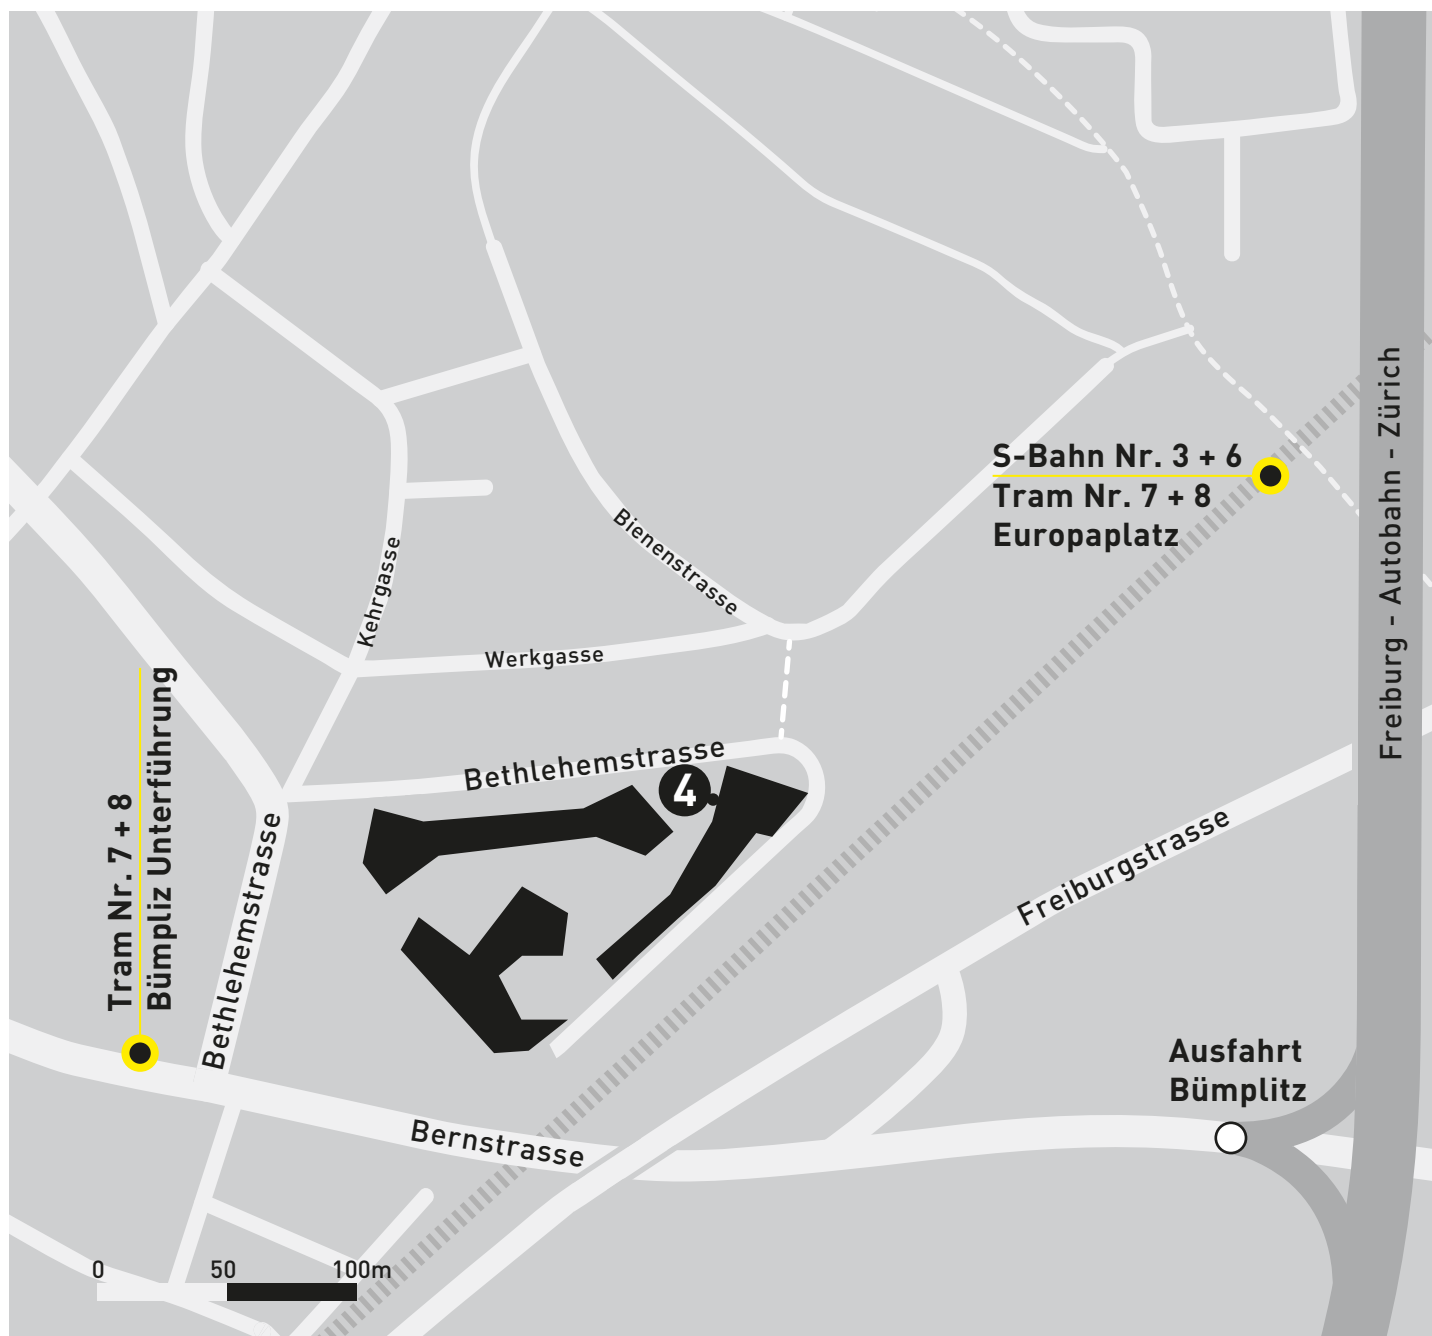 S-Bahn Nr. 3 + 6
Tram Nr. 7 + 8
Europaplatz
Freiburg - Autobahn - Zürich
Bienenstrasse
Kehrgasse
Werkgasse
Bethlehemstrasse
4
Tram Nr. 7 + 8
Bümpliz Unterführung
Bethlehemstrasse
Freiburgstrasse
Ausfahrt
Bümplitz
Bernstrasse
0 50 100m